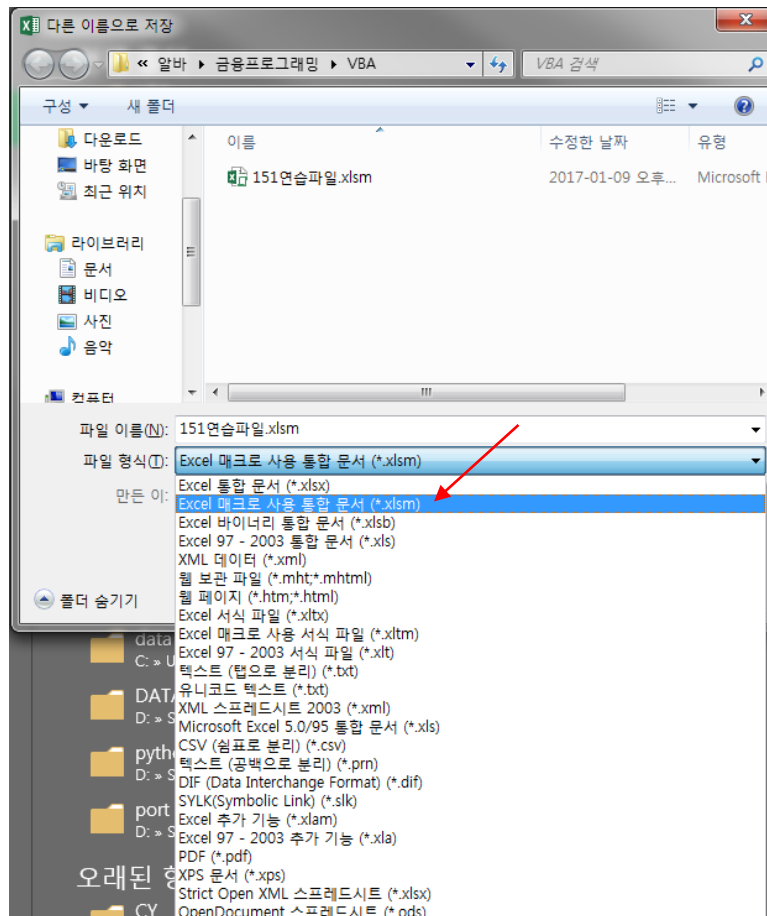 다른 이름으로 저장
« 알바 ▸ 금융프로그래밍 ▸ VBA
VBA 검색
구성 ▼ 새 폴더
다운로드
바탕 화면
최근 위치
라이브러리
문서
비디오
사진
음악
컴퓨터
이름 수정한 날짜 유형
151연습파일.xlsm 2017-01-09 오후... Microsoft
파일 이름(N): 151연습파일.xlsm
파일 형식(T): Excel 매크로 사용 통합 문서 (*.xlsm)
만든 이:
Excel 통합 문서 (*.xlsx)
Excel 매크로 사용 통합 문서 (*.xlsm)
Excel 바이너리 통합 문서 (*.xlsb)
Excel 97 - 2003 통합 문서 (*.xls)
XML 데이터 (*.xml)
웹 보관 파일 (*.mht;*.mhtml)
웹 페이지 (*.htm;*.html)
Excel 서식 파일 (*.xltx)
Excel 매크로 사용 서식 파일 (*.xltm)
Excel 97 - 2003 서식 파일 (*.xlt)
텍스트 (탭으로 분리) (*.txt)
유니코드 텍스트 (*.txt)
XML 스프레드시트 2003 (*.xml)
Microsoft Excel 5.0/95 통합 문서 (*.xls)
CSV (쉼표로 분리) (*.csv)
텍스트 (공백으로 분리) (*.prn)
DIF (Data Interchange Format) (*.dif)
SYLK(Symbolic Link) (*.slk)
Excel 추가 기능 (*.xlam)
Excel 97 - 2003 추가 기능 (*.xla)
PDF (*.pdf)
XPS 문서 (*.xps)
Strict Open XML 스프레드시트 (*.xlsx)
OpenDocument 스프레드시트 (*.ods)
폴더 숨기기
data
C: » U
DATA
D: » S
pyth
D: » S
port
D: » S
오래된
CY